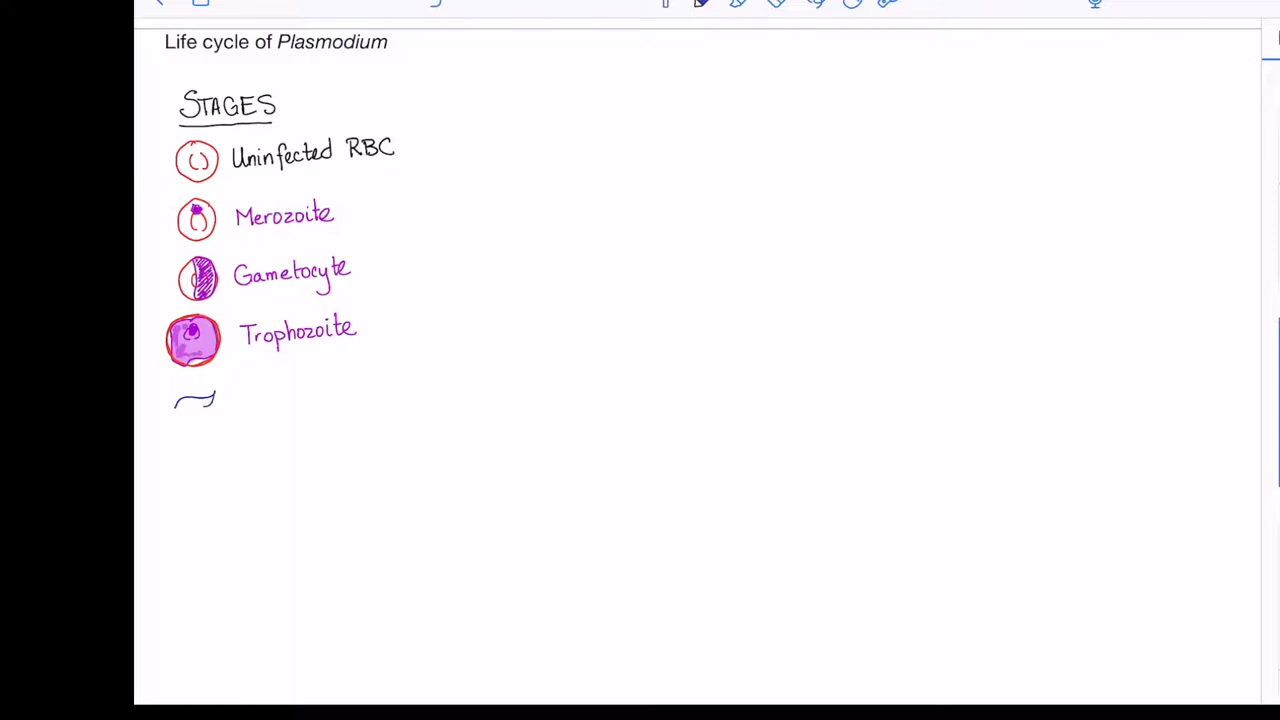 Life cycle of Plasmodium
STAGES
Uninfected RBC
Merozoite
Gametocyte
Trophozoite